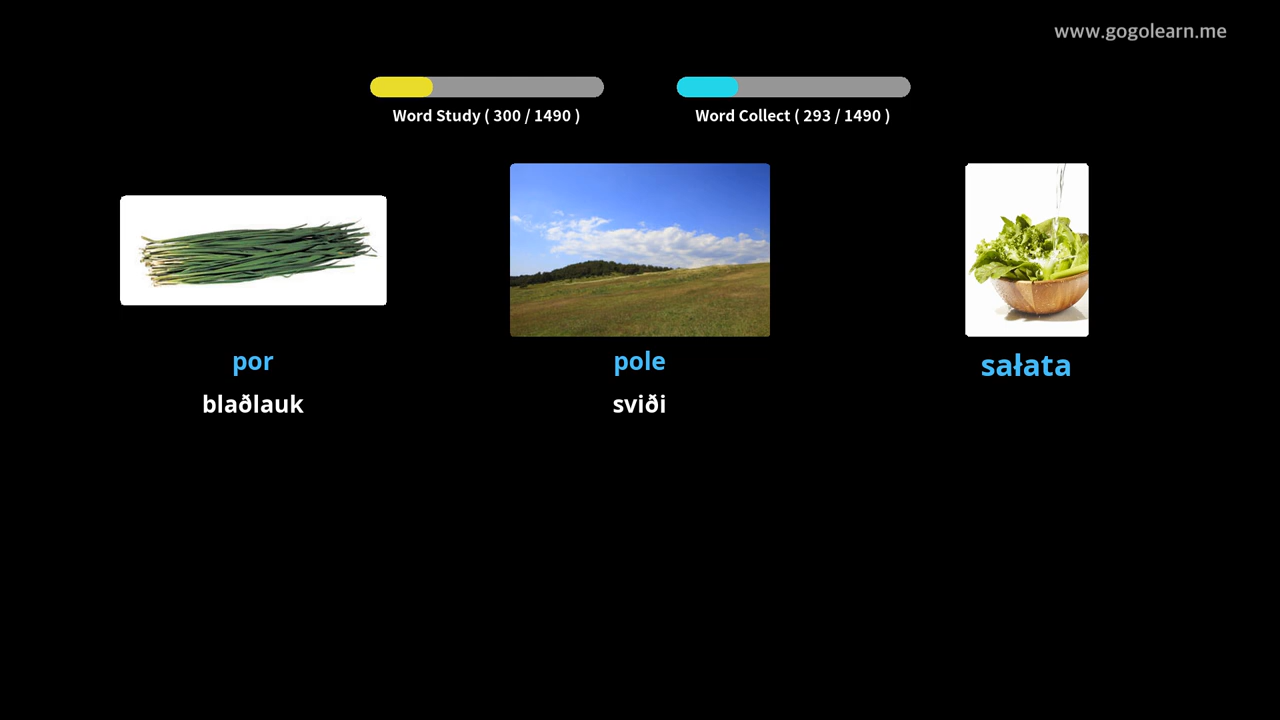 www.gogolearn.me
Word Study ( 300 / 1490 )
Word Collect ( 293 / 1490 )
por
pole
sałata
blaðlauk
sviði